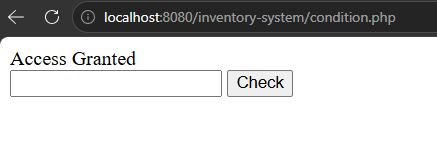 localhost:8080/inventory-system/condition.php
Access Granted
Check